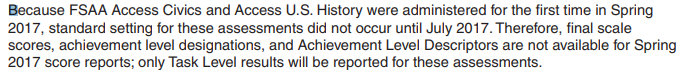 Because FSAA Access Civics and Access U.S. History were administered for the first time in Spring
2017, standard setting for these assessments did not occur until July 2017. Therefore, final scale
scores, achievement level designations, and Achievement Level Descriptors are not available for Spring
2017 score reports; only Task Level results will be reported for these assessments.